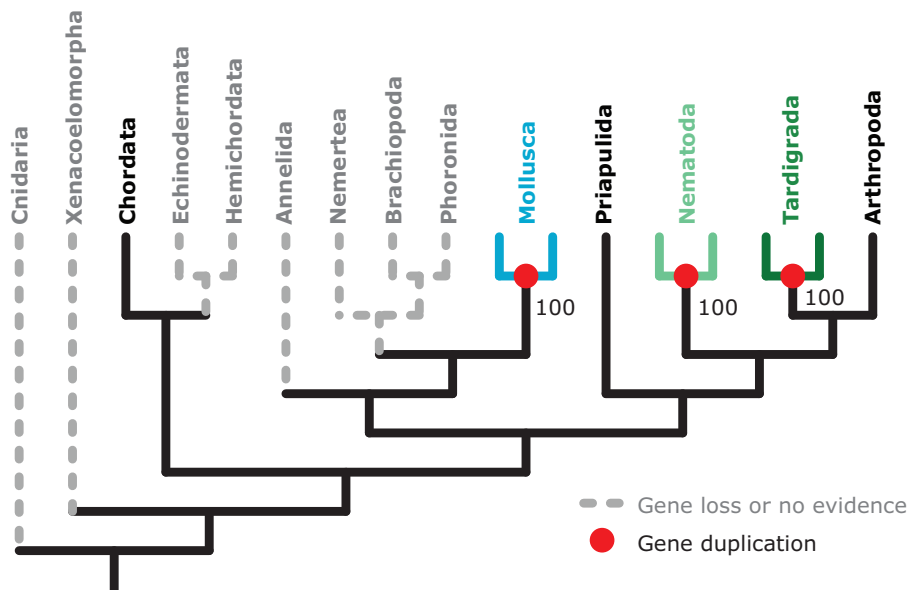 Cnidaria
Xenacoelomorpha
Chordata
Echinodermata
Hemichordata
Annelida
Nemertea
Brachiopoda
Phoronida
Mollusca
Priapulida
Nematoda
Tardigrada
Arthropoda
100
100
100
Gene loss or no evidence
Gene duplication